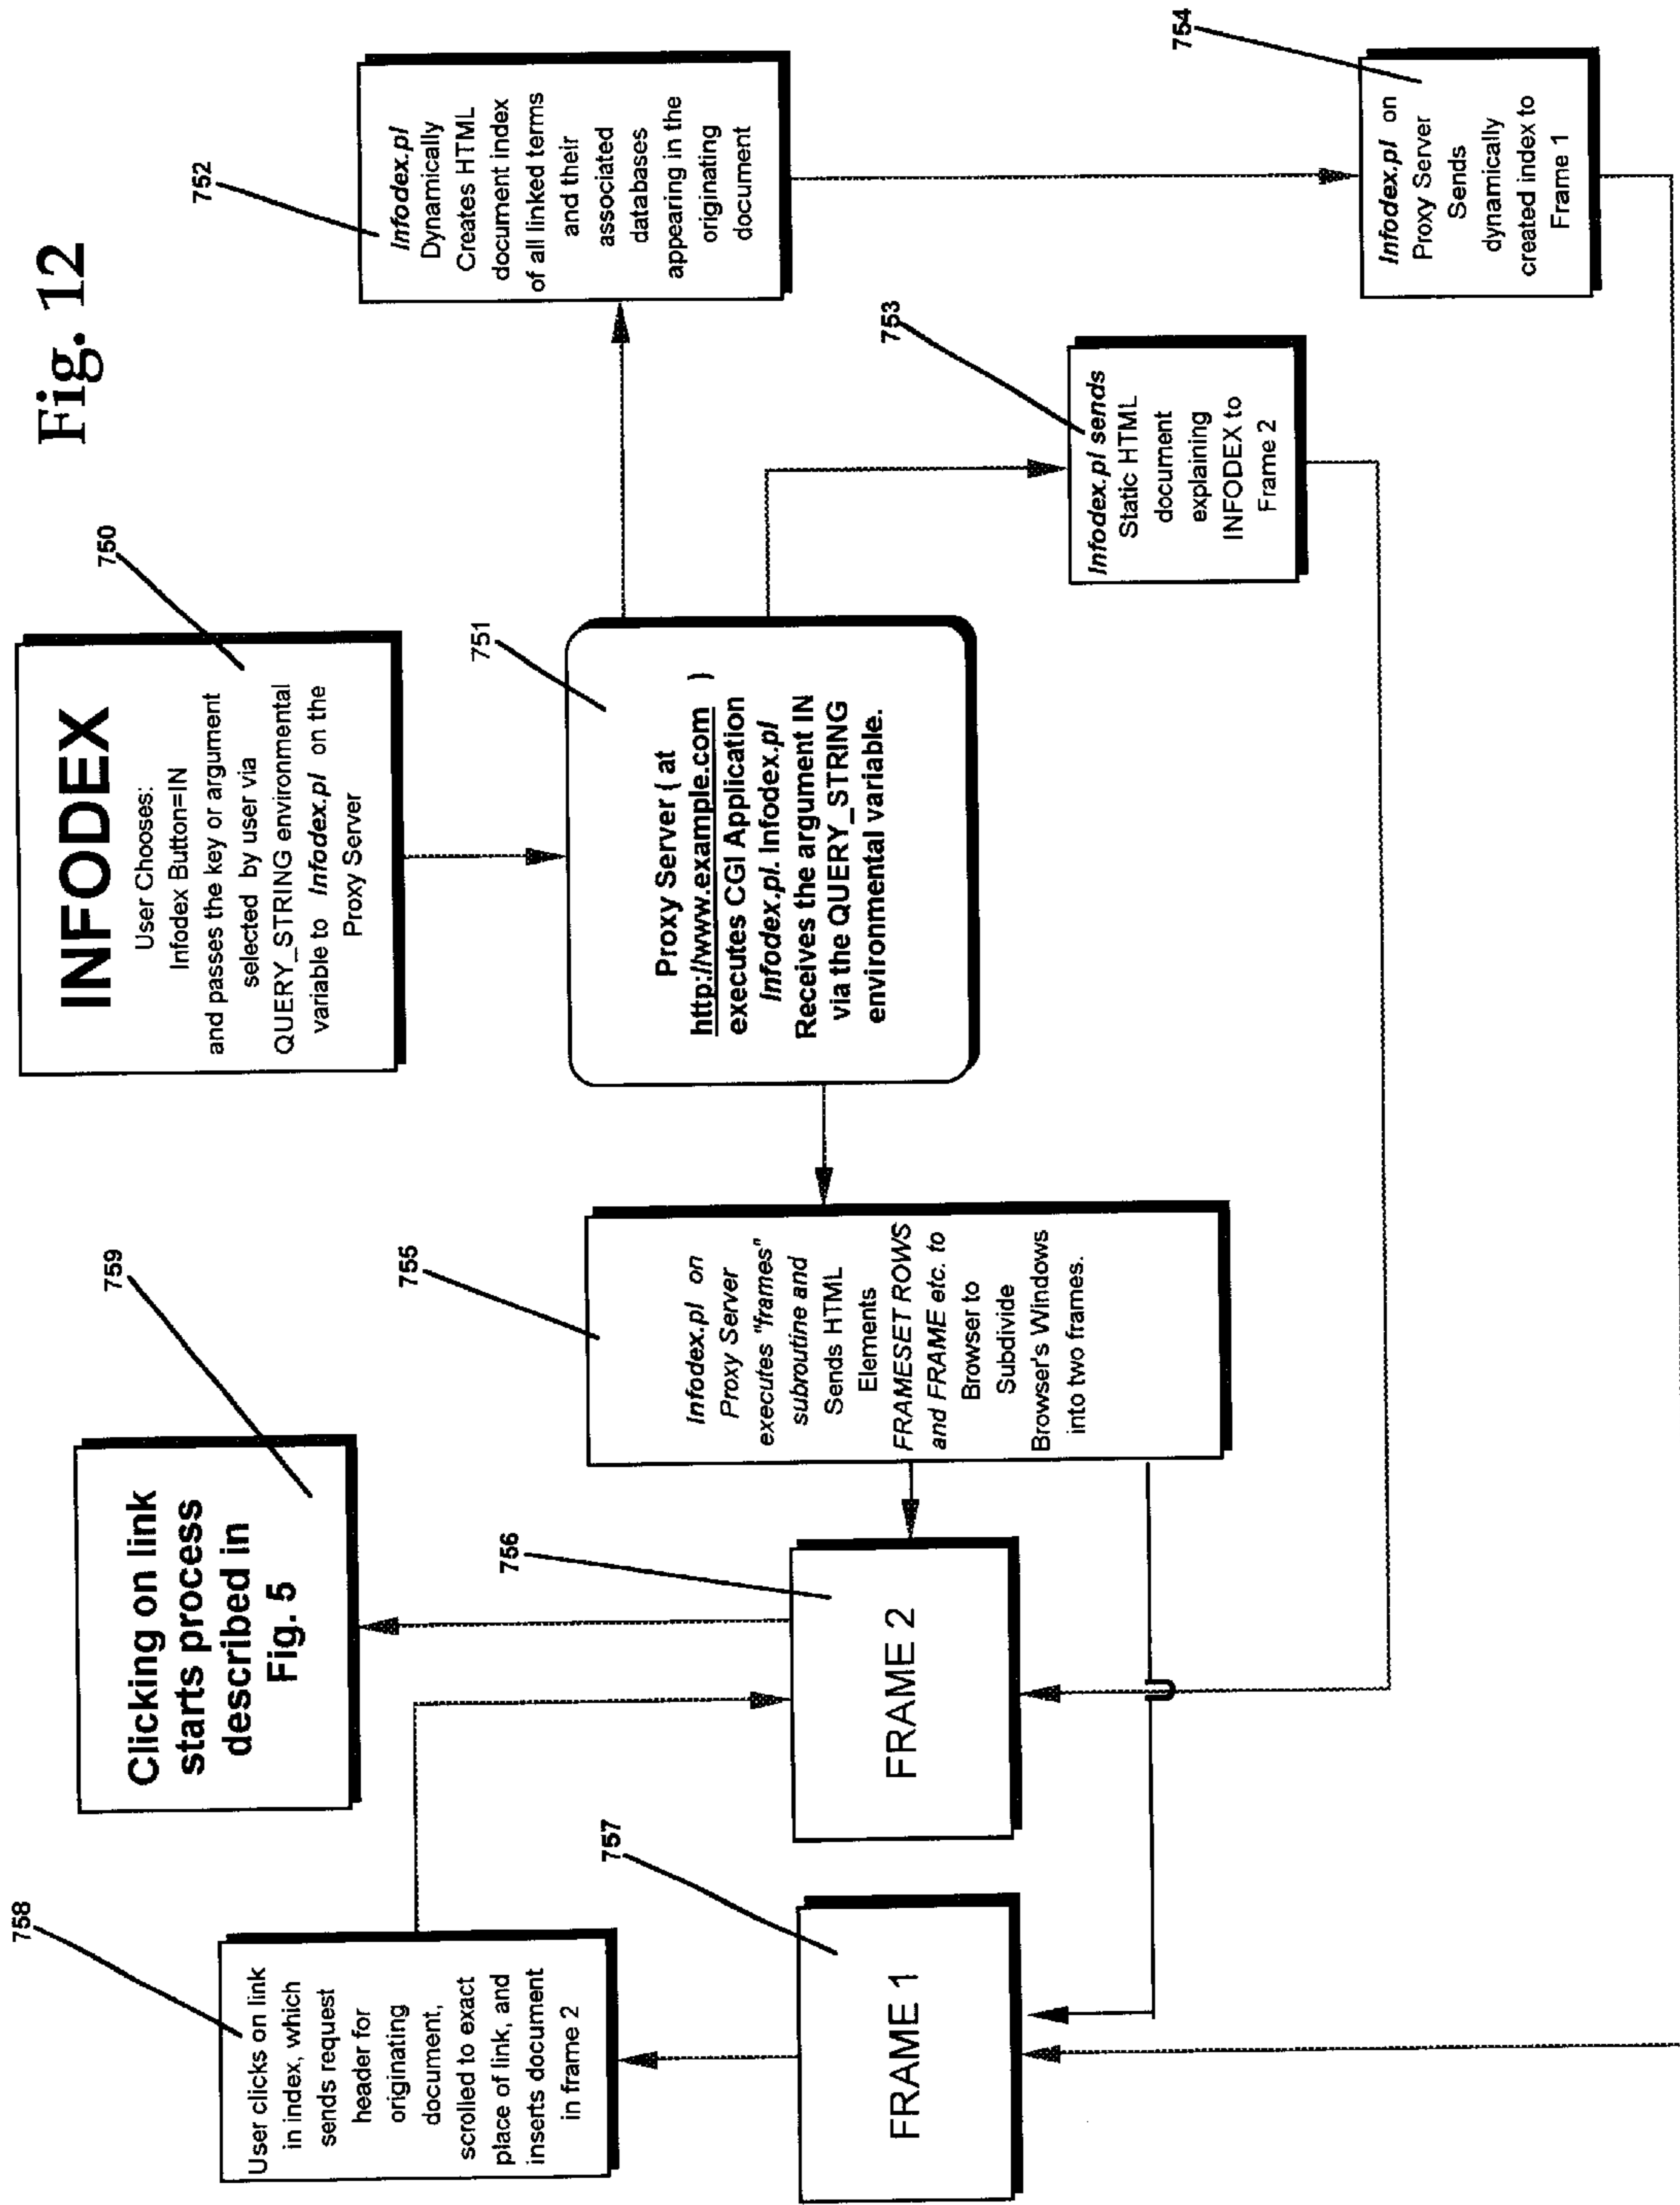 Fig. 12
INFODEX
User Chooses:
Infodex Button=IN
and passes the key or argument
selected by user via
QUERY_STRING environmental
variable to Infodex.pl on the
Proxy Server
750
Proxy Server ( at
http://www.example.com )
executes CGI Application
Infodex.pl. Infodex.pl
Receives the argument IN
via the QUERY_STRING
environmental variable.
751
Infodex.pl
Dynamically
Creates HTML
document index
of all linked terms
and their
associated
databases
appearing in the
originating
document
752
Infodex.pl sends
Static HTML
document
explaining
INFODEX to
Frame 2
753
Infodex.pl on
Proxy Server
Sends
dynamically
created index to
Frame 1
754
Infodex.pl on
Proxy Server
executes "frames"
subroutine and
Sends HTML
Elements
FRAMESET ROWS
and FRAME etc. to
Browser to
Subdivide
Browser's Windows
into two frames.
755
FRAME 2
756
FRAME 1
757
User clicks on link
in index, which
sends request
header for
originating
document,
scrolled to exact
place of link, and
inserts document
in frame 2
758
Clicking on link
starts process
described in
Fig. 5
759